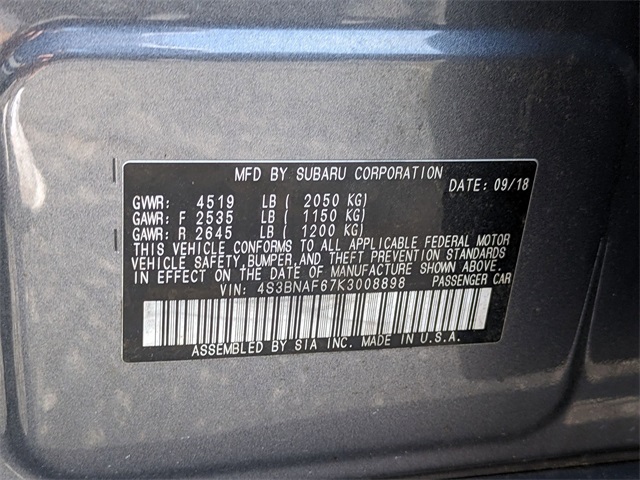 MFD BY SUBARU CORPORATION
DATE: 09/18
GVWR: 4519 LB ( 2050 KG)
GAWR: F 2535 LB ( 1150 KG)
GAWR: R 2645 LB ( 1200 KG)
THIS VEHICLE CONFORMS TO ALL APPLICABLE FEDERAL MOTOR
VEHICLE SAFETY, BUMPER, AND THEFT PREVENTION STANDARDS
IN EFFECT ON THE DATE OF MANUFACTURE SHOWN ABOVE.
VIN: 4S3BNAF67K3008898 PASSENGER CAR
ASSEMBLED BY SIA INC. MADE IN U.S.A.